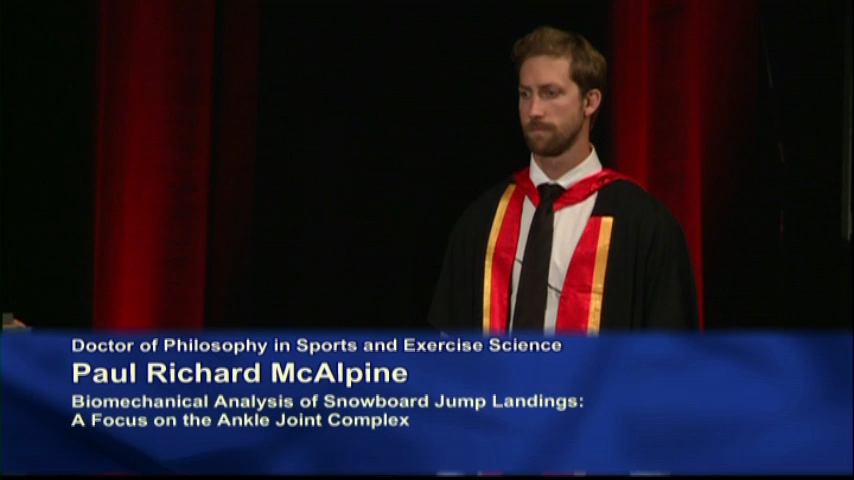 Doctor of Philosophy in Sports and Exercise Science
Paul Richard McAlpine
Biomechanical Analysis of Snowboard Jump Landings:
A Focus on the Ankle Joint Complex